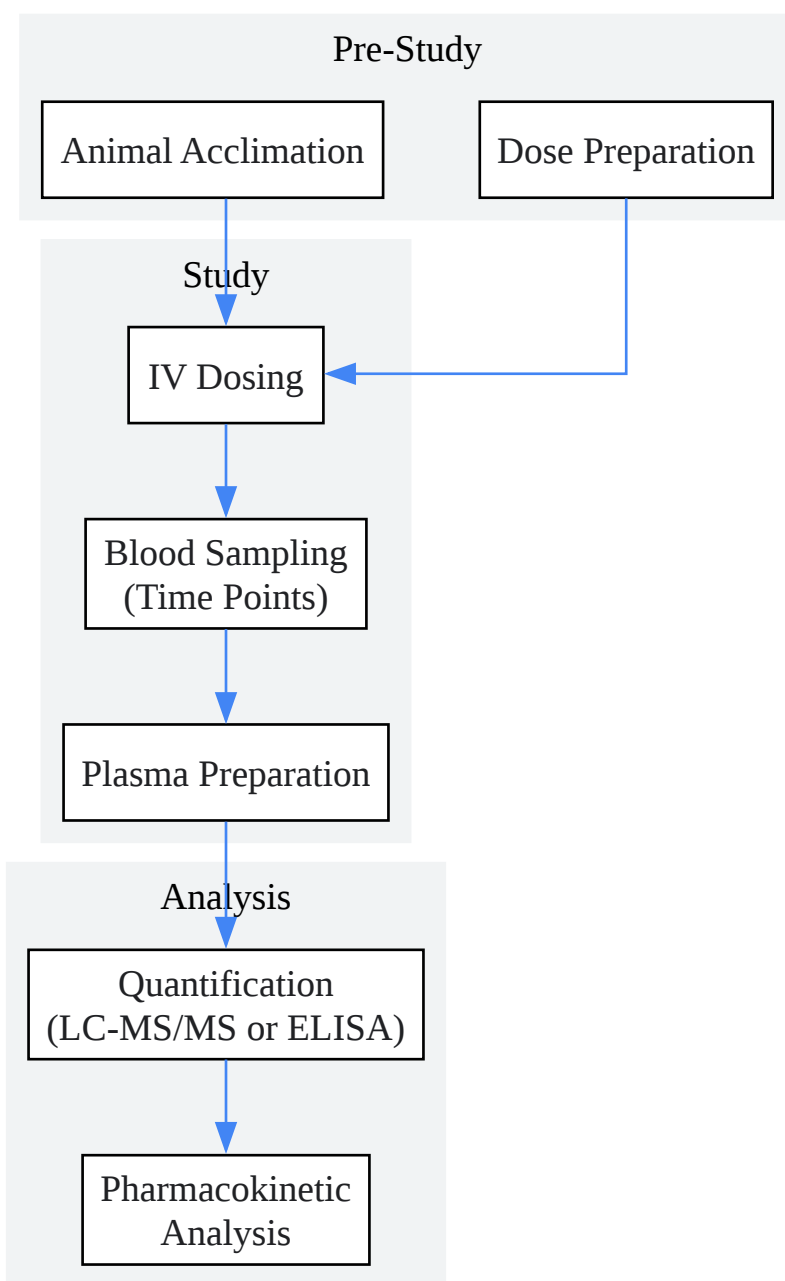 Pre-Study
Animal Acclimation
Dose Preparation
Study
IV Dosing
Blood Sampling
(Time Points)
Plasma Preparation
Analysis
Quantification
(LC-MS/MS or ELISA)
Pharmacokinetic
Analysis